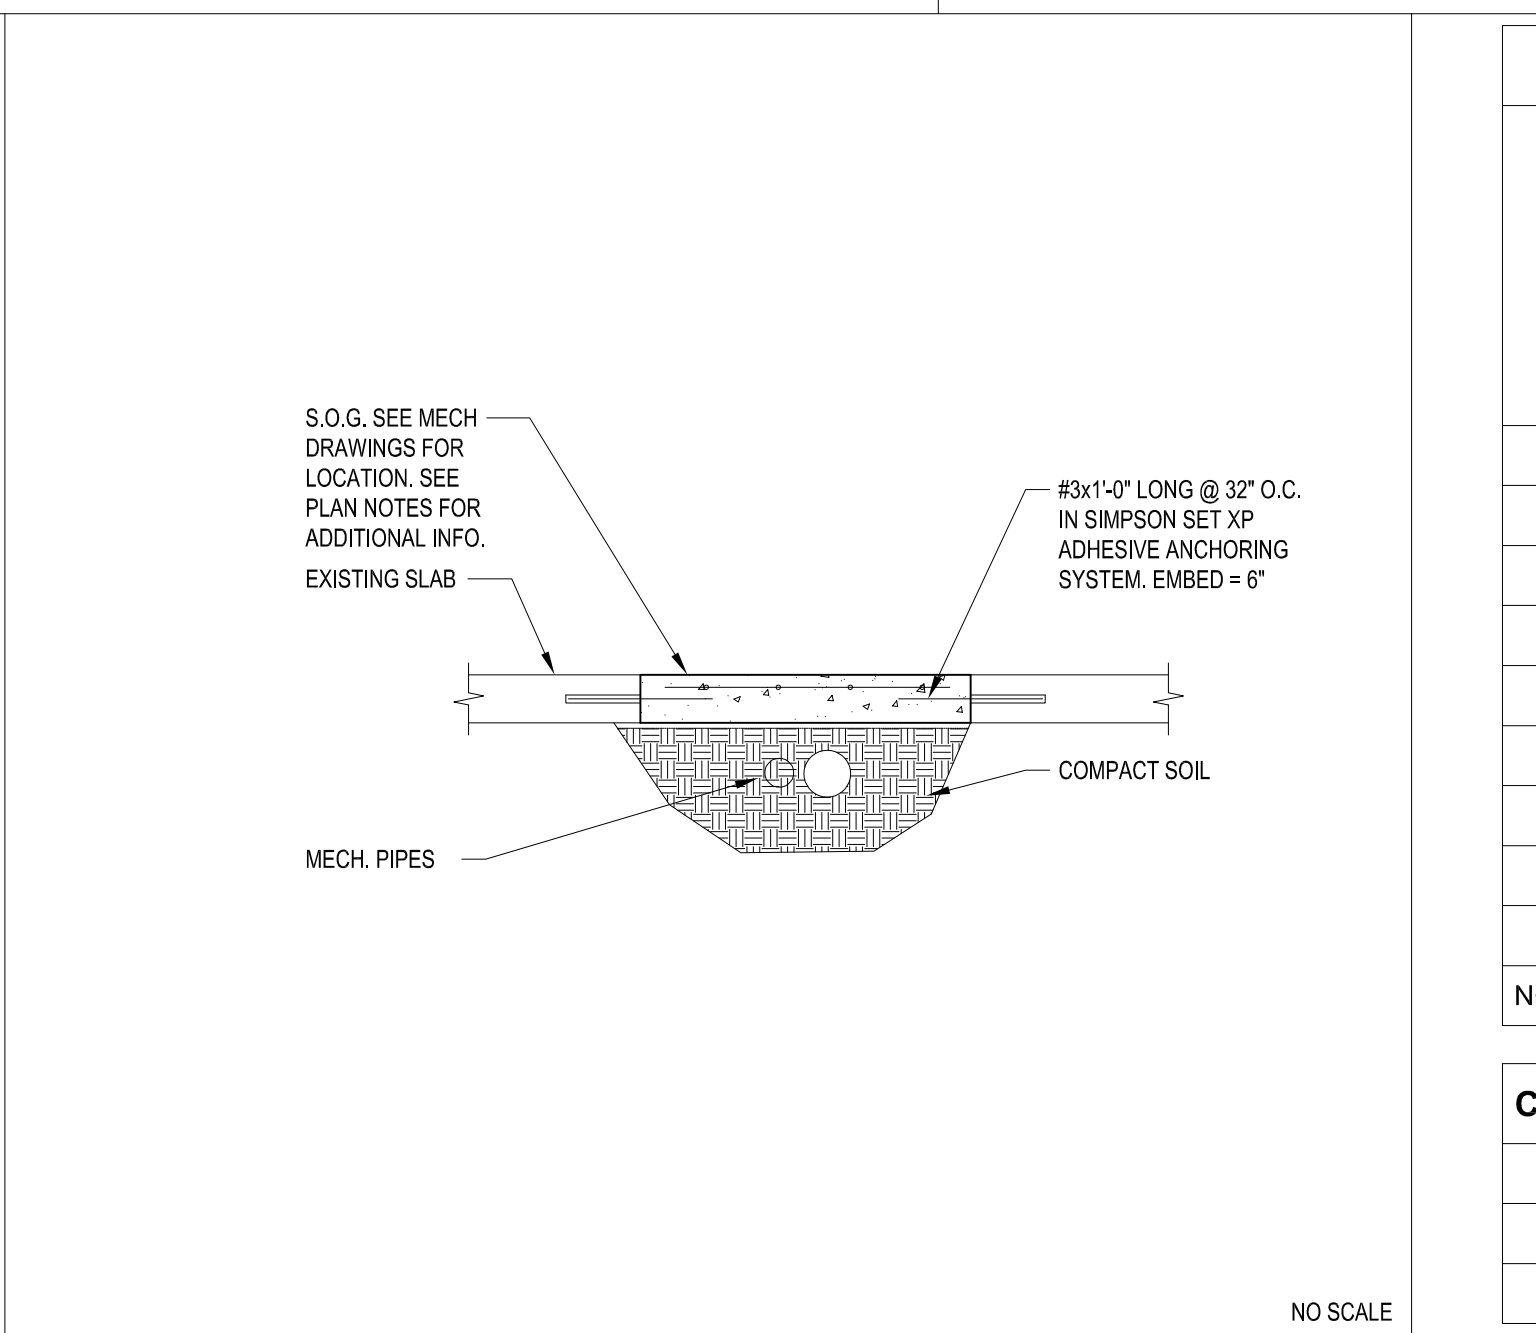 S.O.G. SEE MECH
DRAWINGS FOR
LOCATION. SEE
PLAN NOTES FOR
ADDITIONAL INFO.
EXISTING SLAB
#3x1'-0" LONG @ 32" O.C.
IN SIMPSON SET XP
ADHESIVE ANCHORING
SYSTEM. EMBED = 6"
COMPACT SOIL
MECH. PIPES
NO SCALE